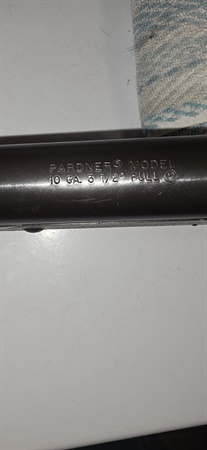 PARDNER® MODEL
10 GA. 3 1/2" FULL